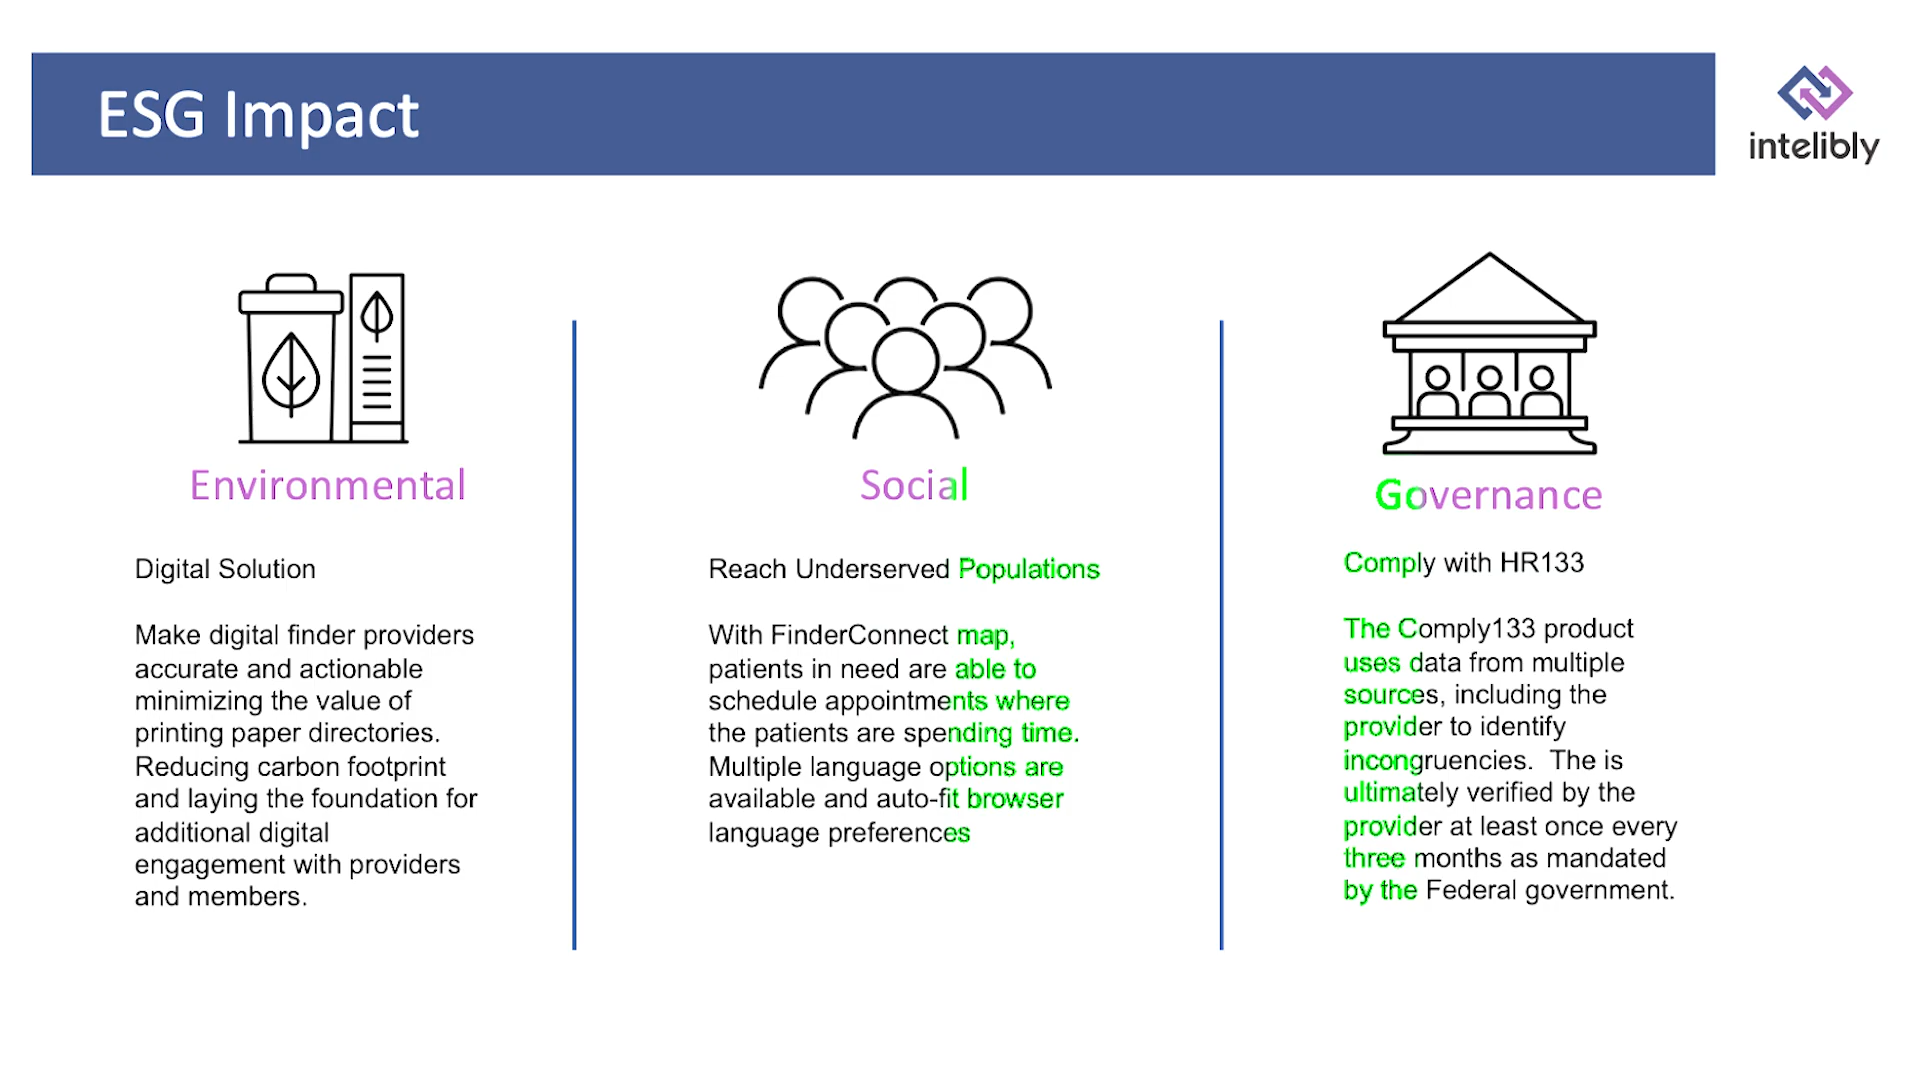 ESG Impact
intelibly
Environmental
Digital Solution
Make digital finder providers
accurate and actionable
minimizing the value of
printing paper directories.
Reducing carbon footprint
and laying the foundation for
additional digital
engagement with providers
and members.
Social
Reach Underserved Populations
With FinderConnect map,
patients in need are able to
schedule appointments where
the patients are spending time.
Multiple language options are
available and auto-fit browser
language preferences
Governance
Comply with HR133
The Comply133 product
uses data from multiple
sources, including the
provider to identify
incongruencies.  The is
ultimately verified by the
provider at least once every
three months as mandated
by the Federal government.